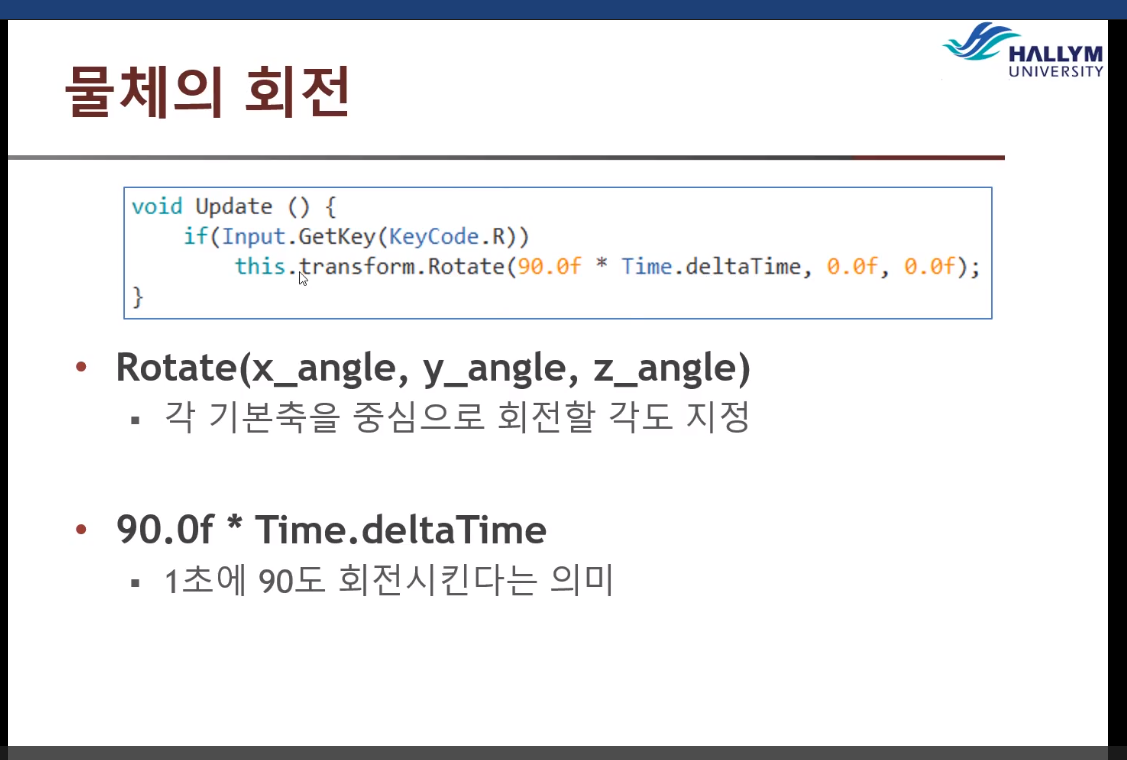 HALLYM
UNIVERSITY
물체의 회전
void Update () {
    if(Input.GetKey(KeyCode.R))
        this.transform.Rotate(90.0f * Time.deltaTime, 0.0f, 0.0f);
}
• Rotate(x_angle, y_angle, z_angle)
▪ 각 기본축을 중심으로 회전할 각도 지정
• 90.0f * Time.deltaTime
▪ 1초에 90도 회전시킨다는 의미